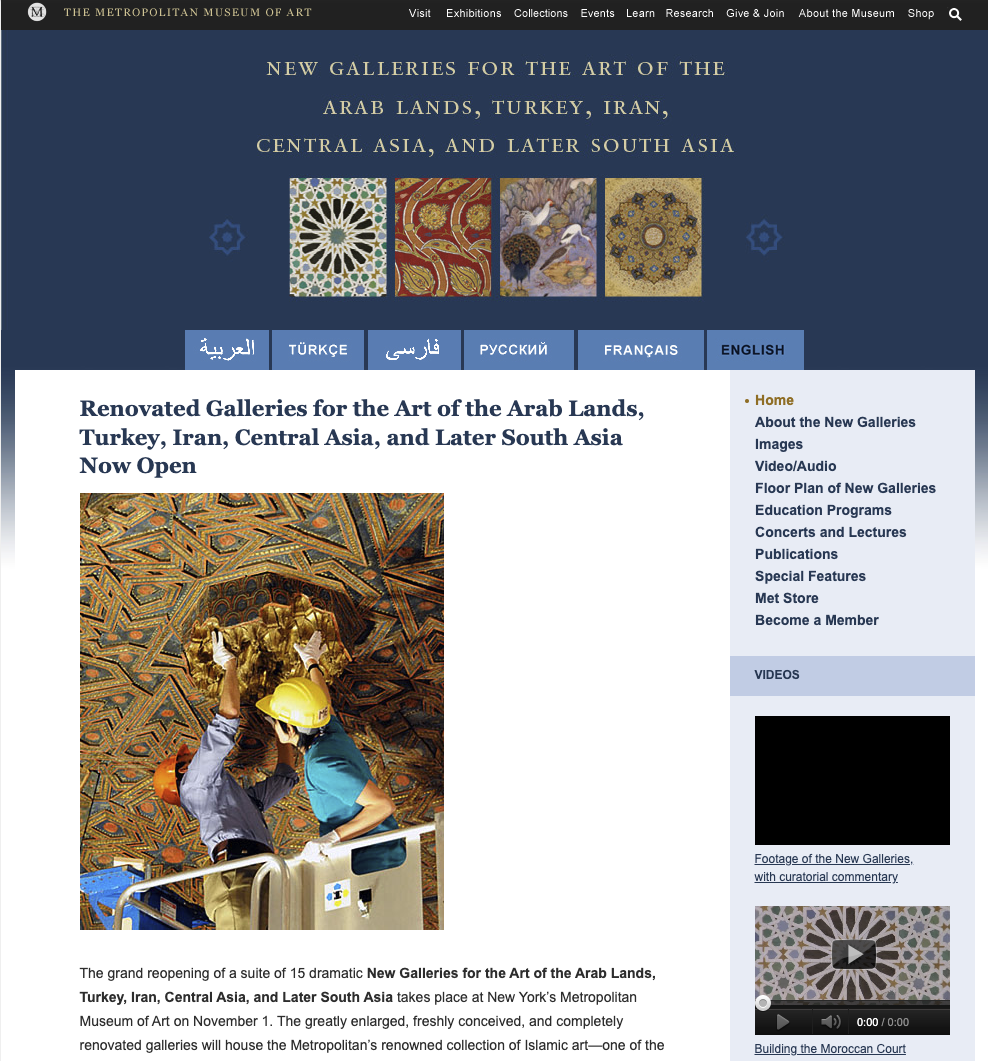 M THE METROPOLITAN MUSEUM OF ART Visit Exhibitions Collections Events Learn Research Give & Join About the Museum Shop
NEW GALLERIES FOR THE ART OF THE
ARAB LANDS, TURKEY, IRAN,
CENTRAL ASIA, AND LATER SOUTH ASIA
العربية TÜRKÇE فارسی РУССКИЙ FRANÇAIS ENGLISH
Renovated Galleries for the Art of the Arab Lands,
Turkey, Iran, Central Asia, and Later South Asia
Now Open
The grand reopening of a suite of 15 dramatic New Galleries for the Art of the Arab Lands,
Turkey, Iran, Central Asia, and Later South Asia takes place at New York’s Metropolitan
Museum of Art on November 1. The greatly enlarged, freshly conceived, and completely
renovated galleries will house the Metropolitan’s renowned collection of Islamic art—one of the
• Home
About the New Galleries
Images
Video/Audio
Floor Plan of New Galleries
Education Programs
Concerts and Lectures
Publications
Special Features
Met Store
Become a Member
VIDEOS
Footage of the New Galleries,
with curatorial commentary
0:00 / 0:00
Building the Moroccan Court